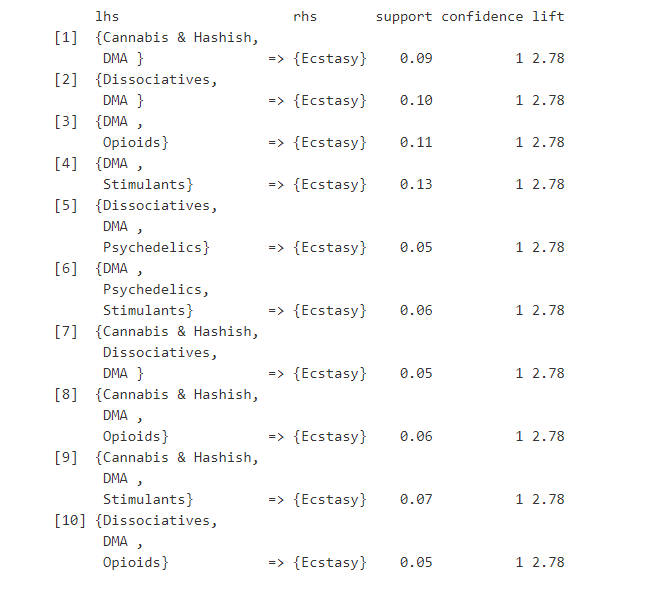 lhs rhs support confidence lift
[1] {Cannabis & Hashish,
DMA } => {Ecstasy} 0.09 1 2.78
[2] {Dissociatives,
DMA } => {Ecstasy} 0.10 1 2.78
[3] {DMA ,
Opioids} => {Ecstasy} 0.11 1 2.78
[4] {DMA ,
Stimulants} => {Ecstasy} 0.13 1 2.78
[5] {Dissociatives,
DMA ,
Psychedelics} => {Ecstasy} 0.05 1 2.78
[6] {DMA ,
Psychedelics,
Stimulants} => {Ecstasy} 0.06 1 2.78
[7] {Cannabis & Hashish,
Dissociatives,
DMA } => {Ecstasy} 0.05 1 2.78
[8] {Cannabis & Hashish,
DMA ,
Opioids} => {Ecstasy} 0.06 1 2.78
[9] {Cannabis & Hashish,
DMA ,
Stimulants} => {Ecstasy} 0.07 1 2.78
[10] {Dissociatives,
DMA ,
Opioids} => {Ecstasy} 0.05 1 2.78